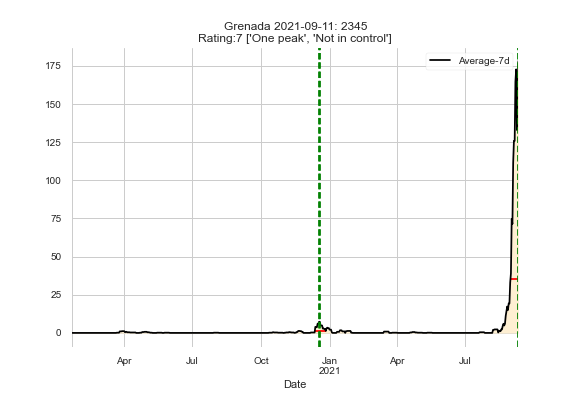 Grenada 2021-09-11: 2345
Rating:7 ['One peak', 'Not in control']
Average-7d
175
150
125
100
75
50
25
0
Apr Jul Oct Jan Apr Jul
2021
Date